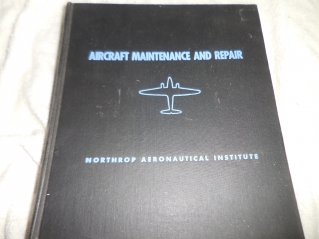 AIRCRAFT MAINTENANCE AND REPAIR
NORTHROP AERONAUTICAL INSTITUTE